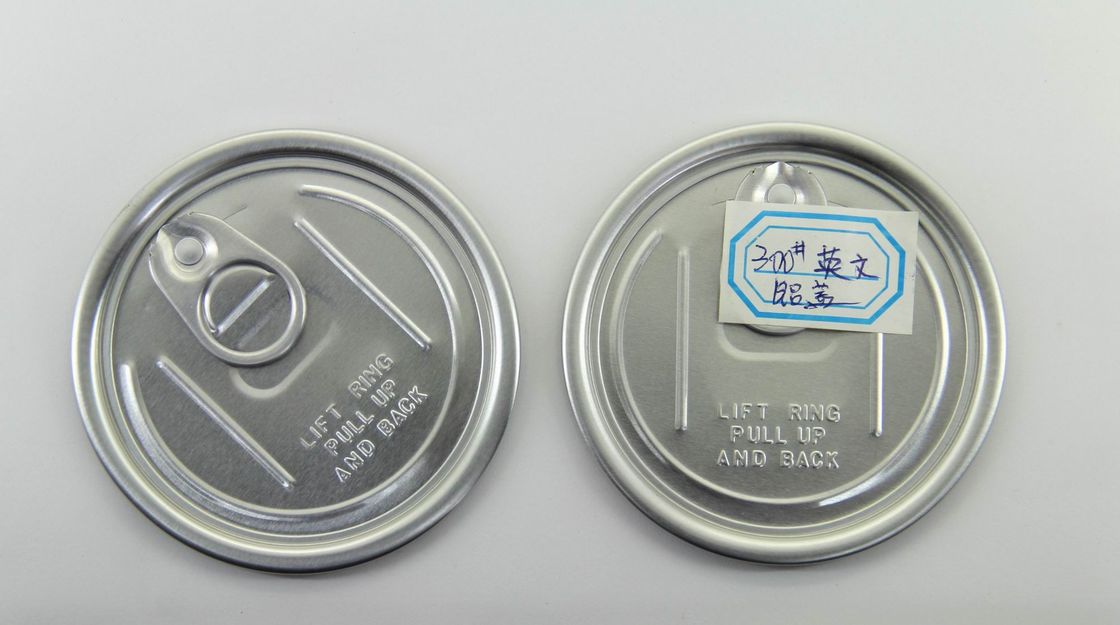 LIFT RING
PULL UP
AND BACK
300# 英文
铝盖
LIFT RING
PULL UP
AND BACK